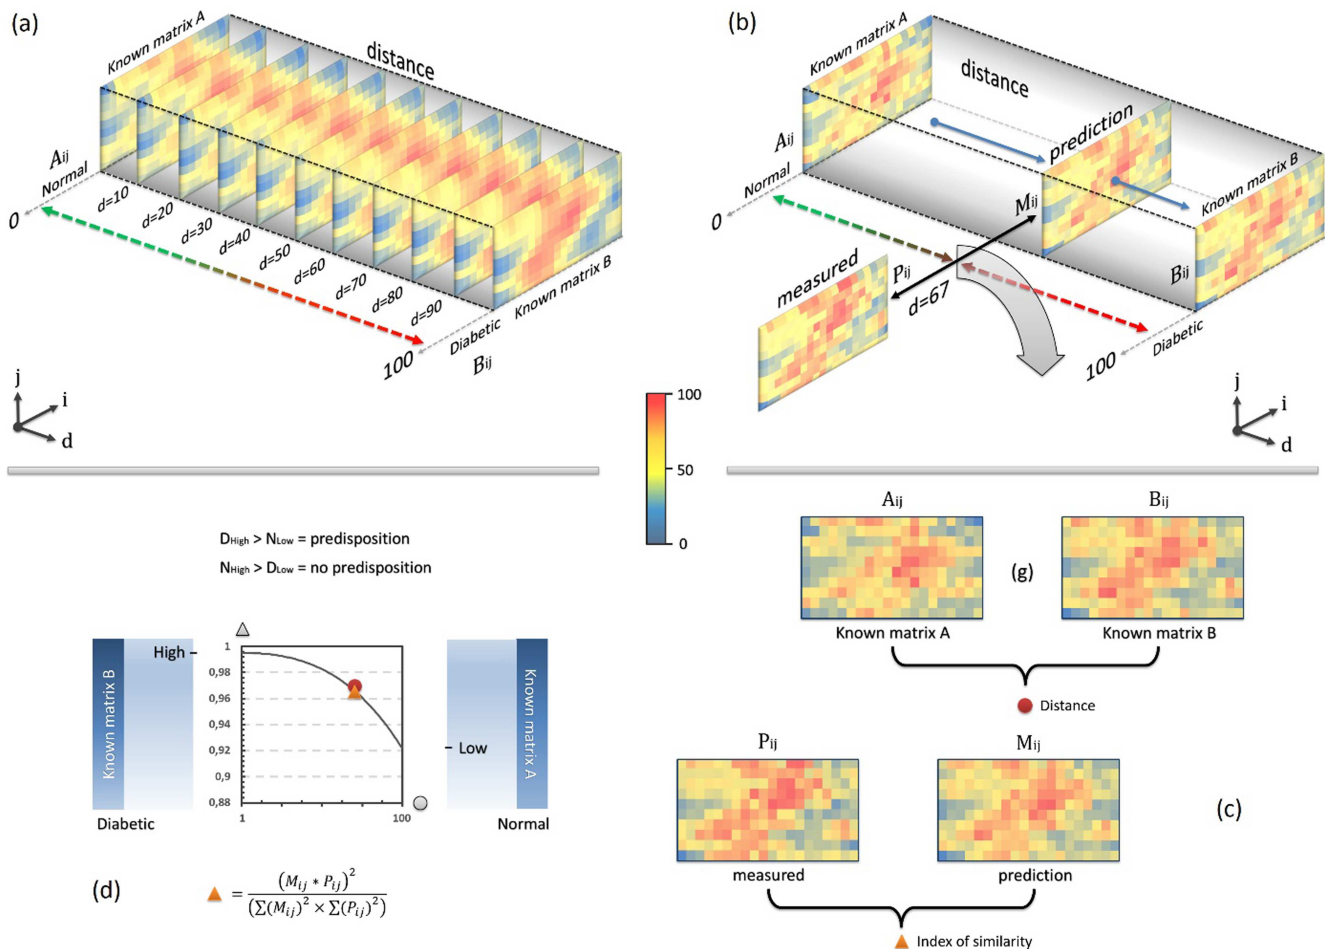 (a)
Known matrix A
distance
Aij
Normal
0
d=10
d=20
d=30
d=40
d=50
d=60
d=70
d=80
d=90
100
Diabetic
Bij
Known matrix B
j
i
d
(b)
Known matrix A
distance
prediction
Aij
Normal
0
Mij
Known matrix B
measured
Pij
d=67
Bij
Diabetic
100
j
i
d
100
50
0
DHigh > NLow = predisposition
NHigh > DLow = no predisposition
Known matrix B
High
Diabetic
1
0,98
0,96
0,94
0,92
0,9
0,88
1
100
Low
Known matrix A
Normal
(d)
= (Mij * Pij)2
(∑(Mij)2 × ∑(Pij)2)
Aij
Bij
(g)
Known matrix A
Known matrix B
Distance
Pij
Mij
(c)
measured
prediction
Index of similarity